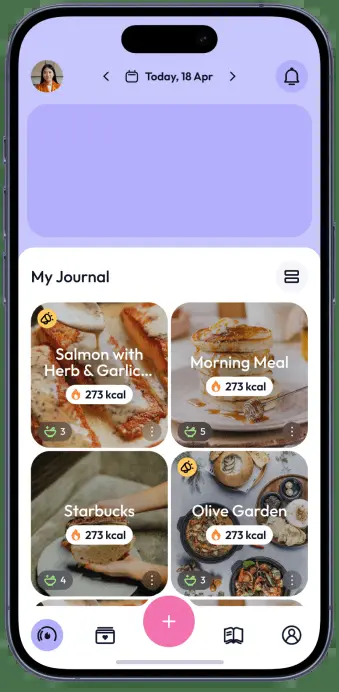 Today, 18 Apr
My Journal
Salmon with
Herb & Garlic...
273 kcal
3
Morning Meal
273 kcal
5
Starbucks
273 kcal
4
Olive Garden
273 kcal
3